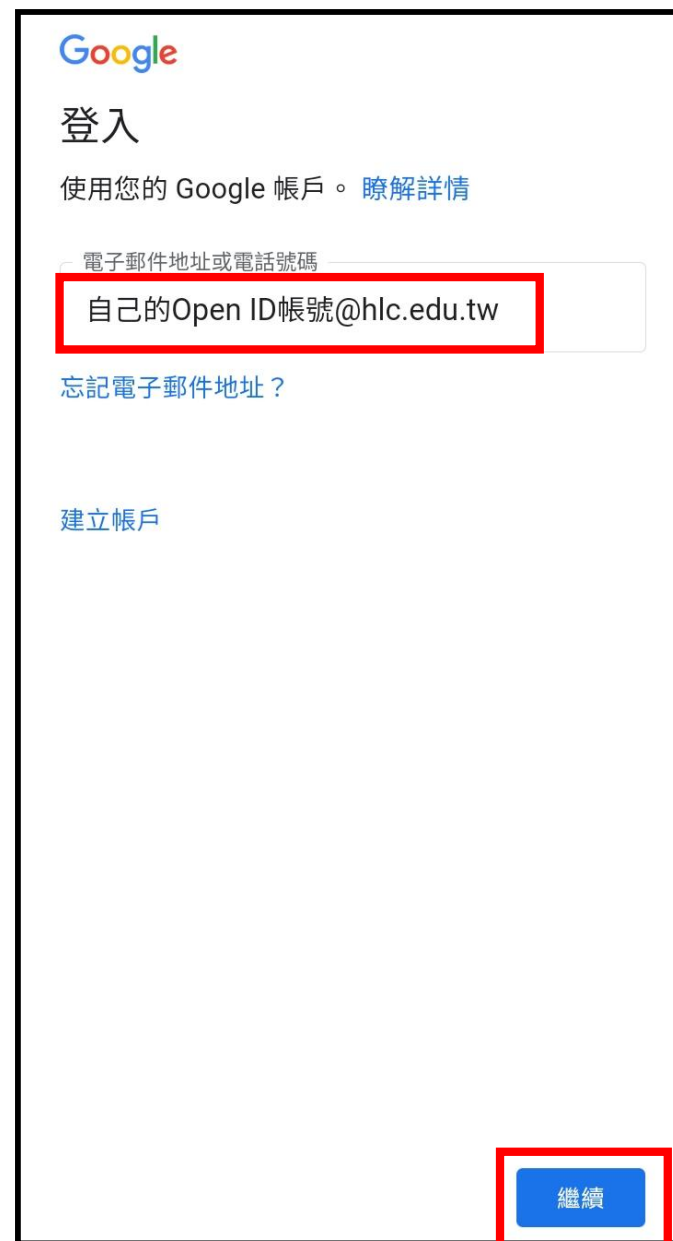 Google
登入
使用您的 Google 帳戶。 瞭解詳情
電子郵件地址或電話號碼
自己的Open ID帳號@hlc.edu.tw
忘記電子郵件地址？
建立帳戶
繼續